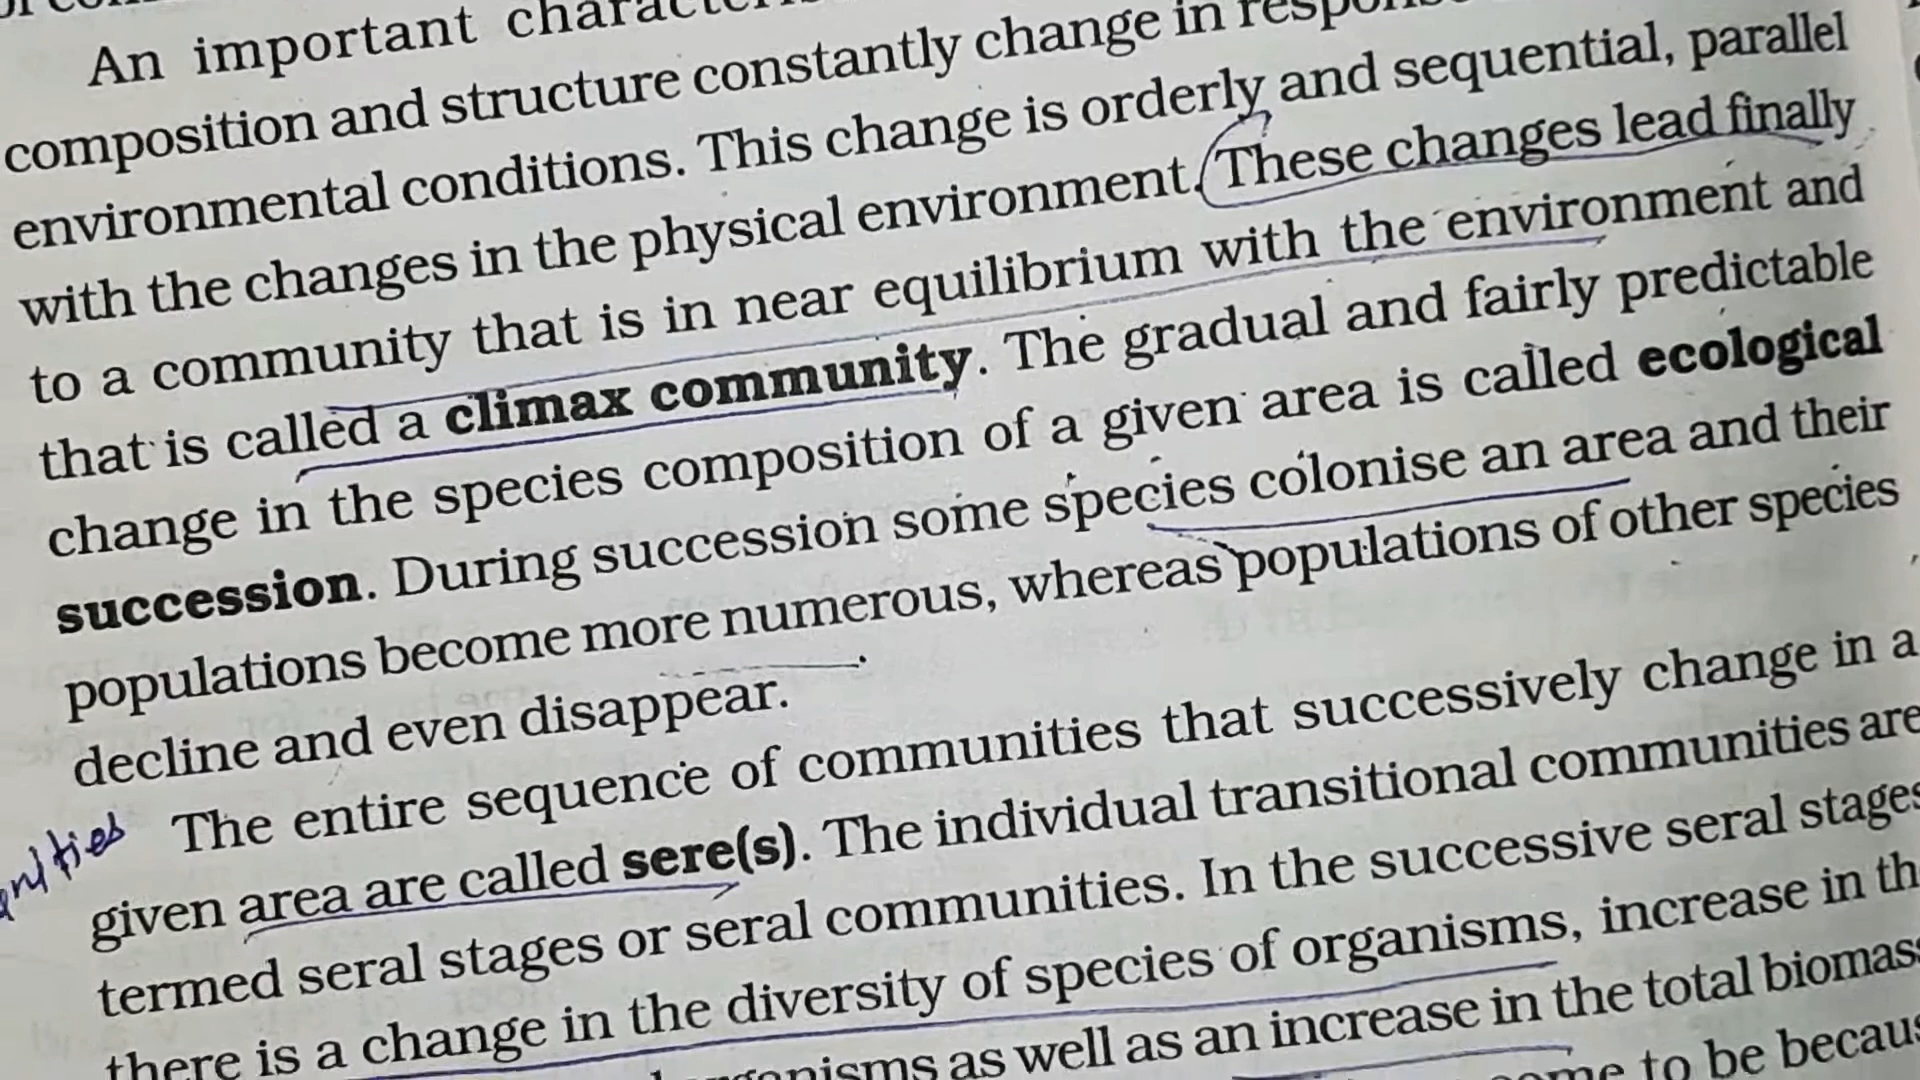 An important
composition and structure constantly change in
environmental conditions. This change is orderly and sequential, parallel
with the changes in the physical environment. These changes lead finally
to a community that is in near equilibrium with the environment and
that is called a climax community. The gradual and fairly predictable
change in the species composition of a given area is called ecological
succession. During succession some species colonise an area and their
populations become more numerous, whereas populations of other species
decline and even disappear.
The entire sequence of communities that successively change in a
given area are called sere(s). The individual transitional communities are
termed seral stages or seral communities. In the successive seral stages
there is a change in the diversity of species of organisms, increase in
as well as an increase in the total biomass
to be